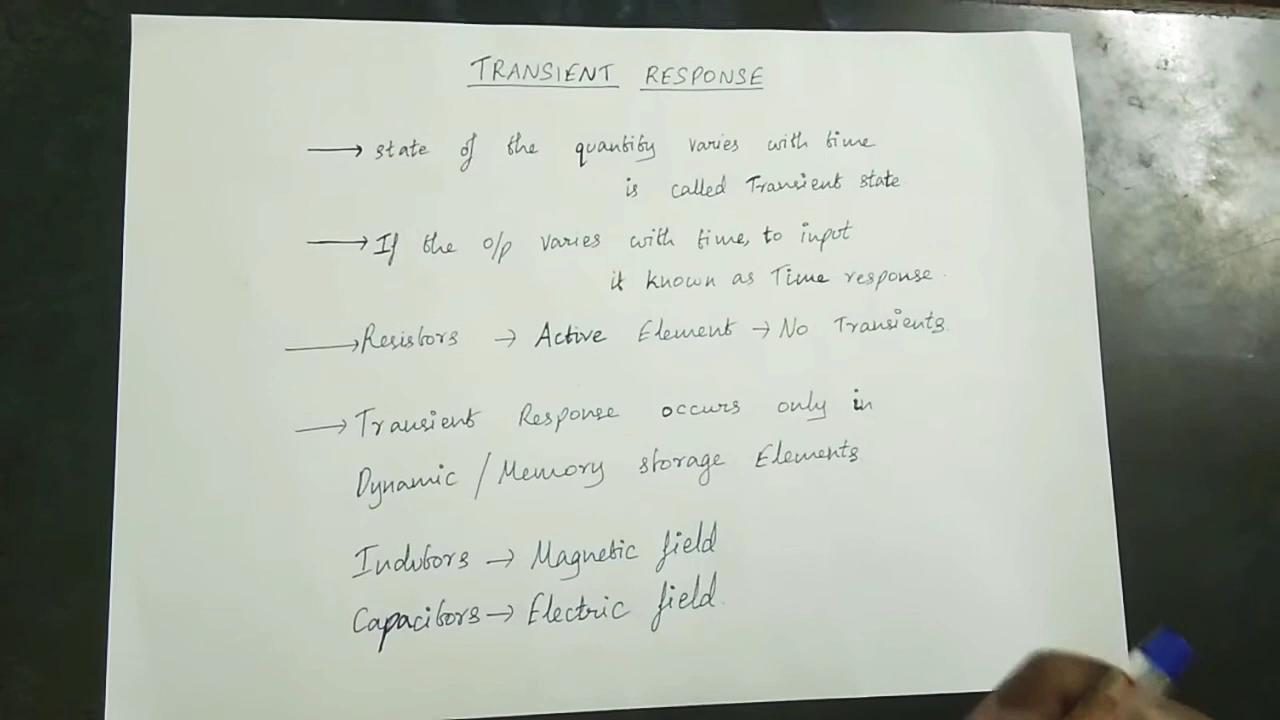 TRANSIENT RESPONSE
→ state of the quantity varies with time
is called Transient state
→ If the o/p varies with time, to input
it known as Time response.
→ Resistors → Active Element → No Transients.
→ Transient Response occurs only in
Dynamic / Memory storage Elements
Indutors → Magnetic field
Capacitors → Electric field.